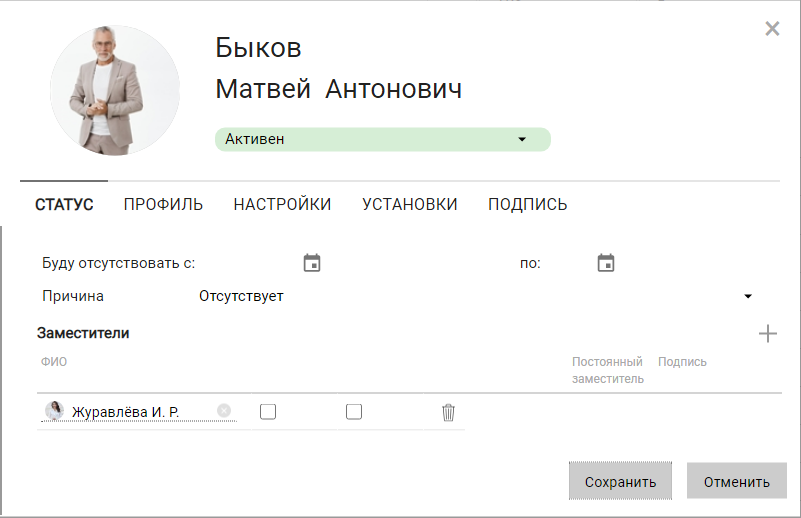 Быков
Матвей Антонович
Активен
СТАТУС ПРОФИЛЬ НАСТРОЙКИ УСТАНОВКИ ПОДПИСЬ
Буду отсутствовать с: по:
Причина Отсутствует
Заместители
ФИО Постоянный заместитель Подпись
Журавлёва И. Р.
Сохранить Отменить